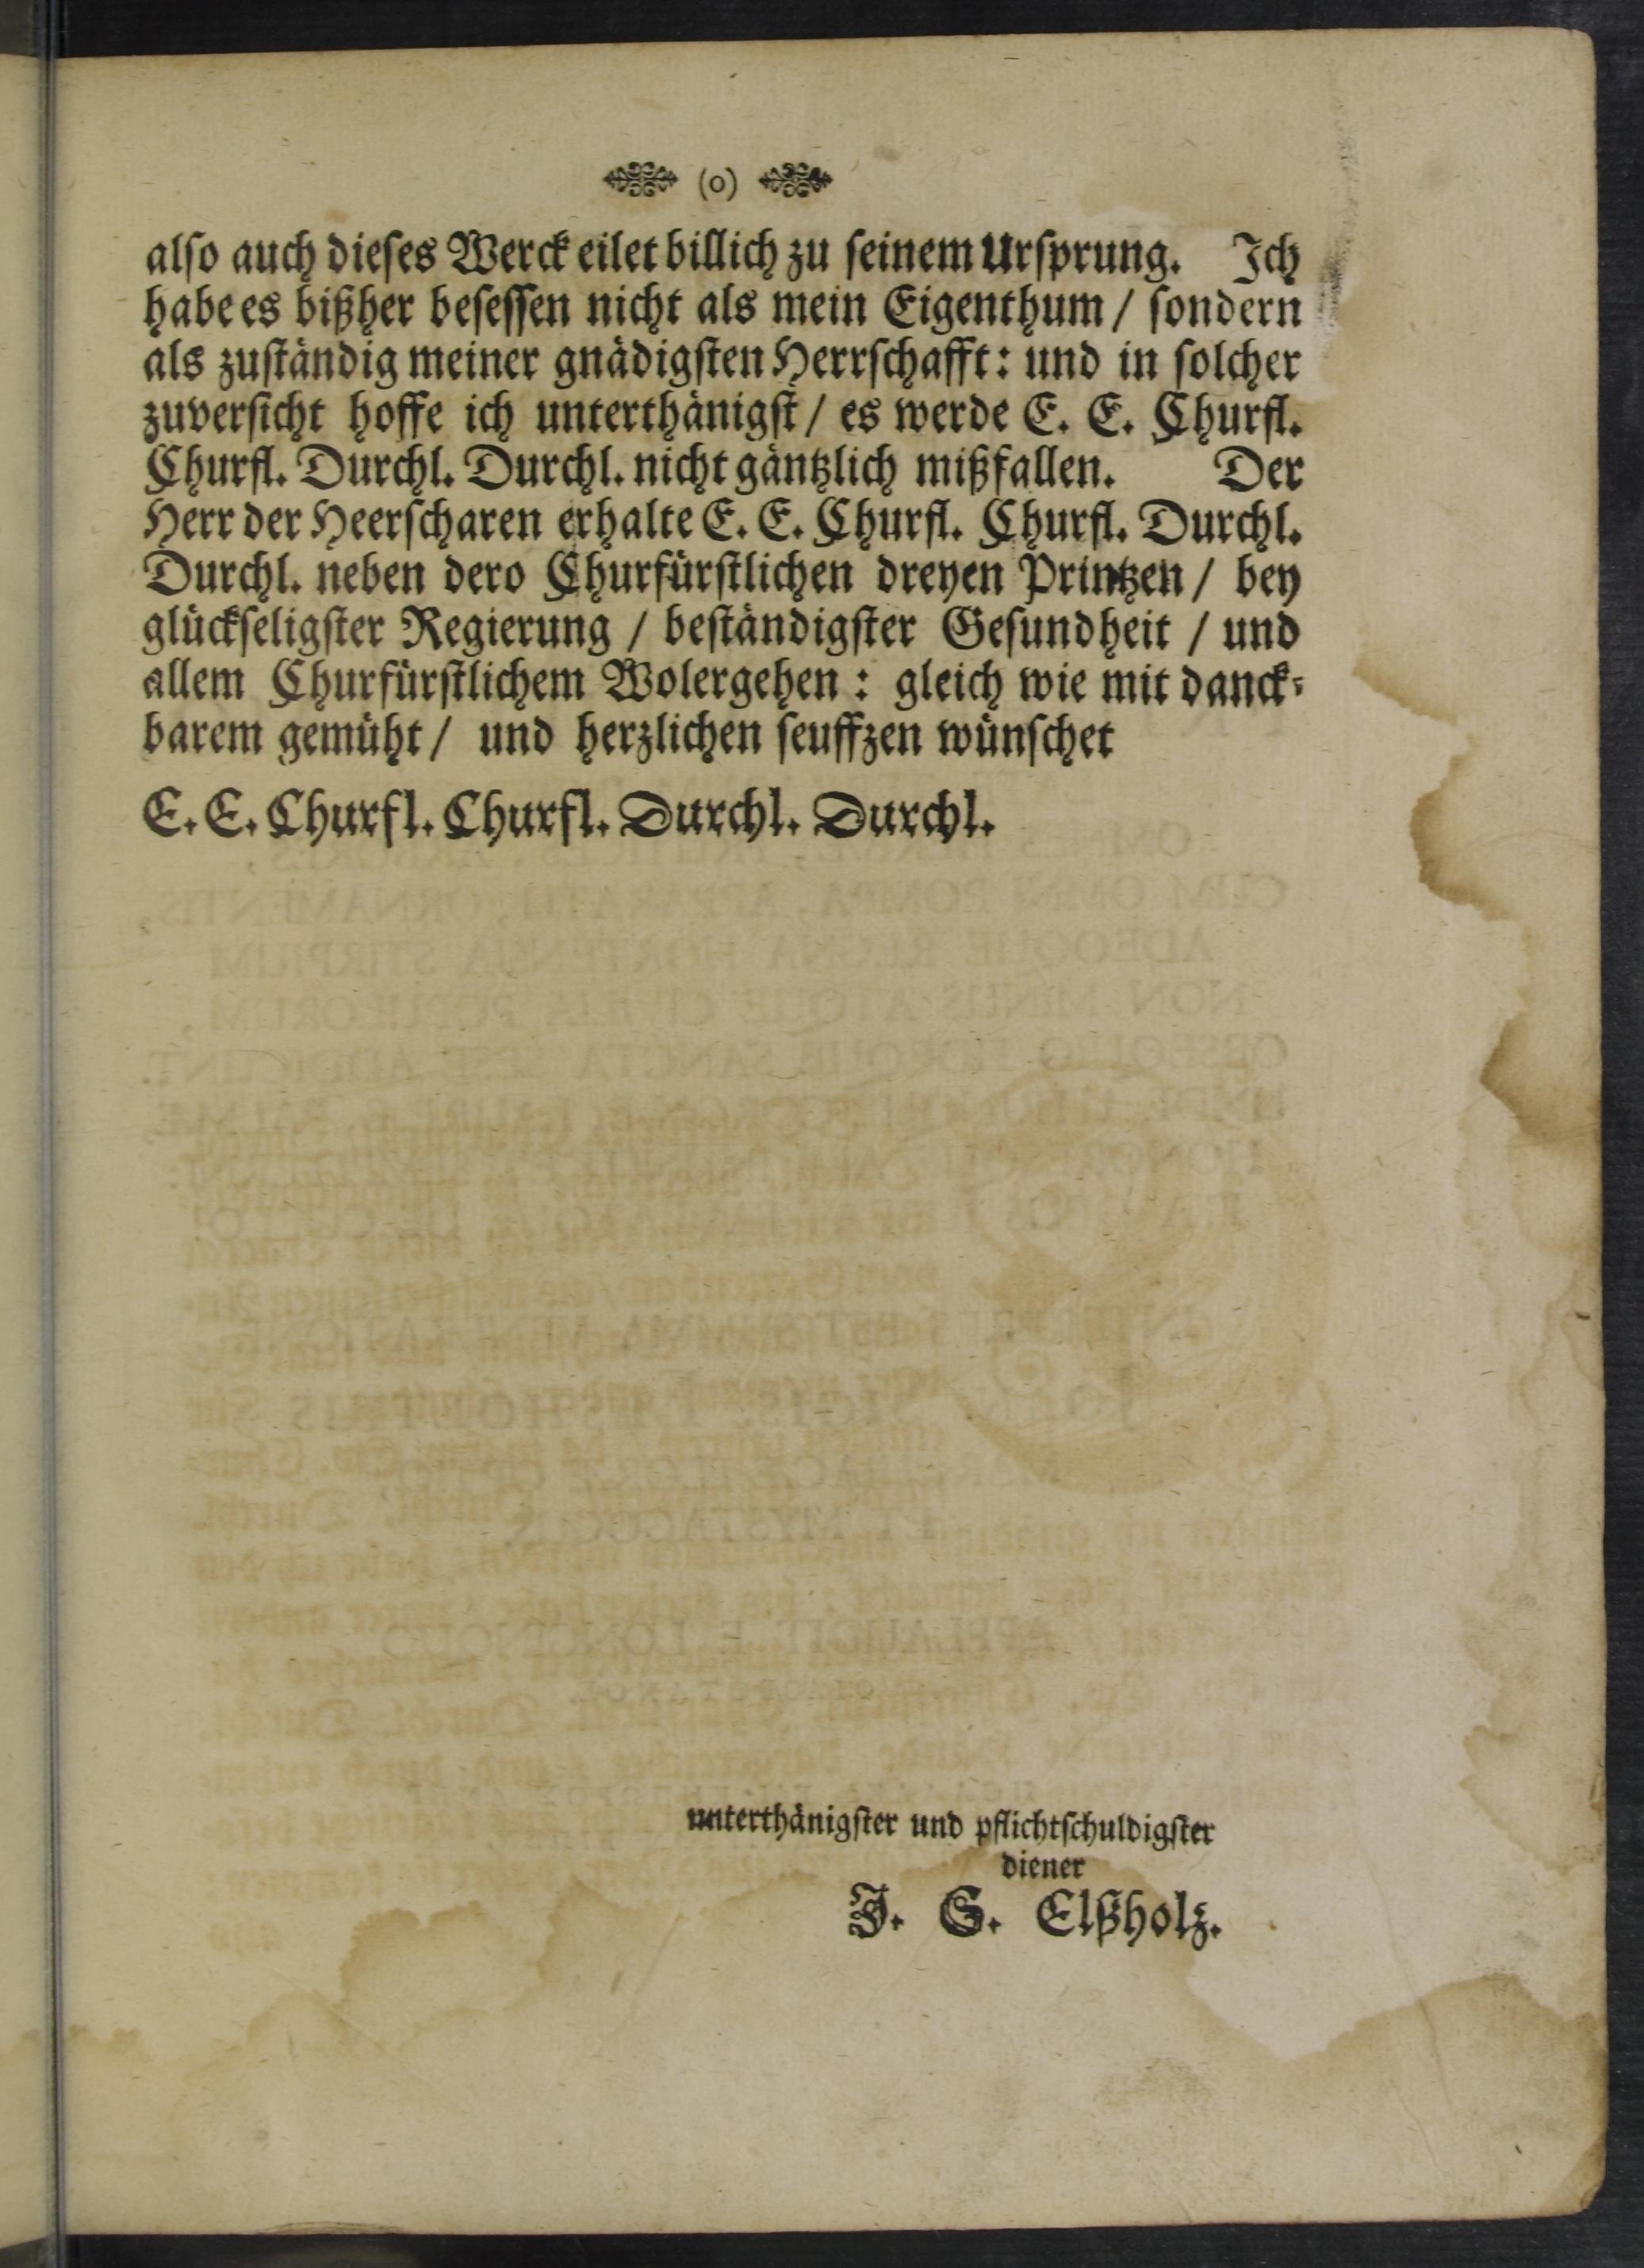 (o)
also auch dieses Werck eilet billich zu seinem Ursprung. Ich
habe es bißher besessen nicht als mein Eigenthum / sondern
als zuständig meiner gnädigsten Herrschafft: und in solcher
zuversicht hoffe ich unterthänigst / es werde E. E. Churfl.
Churfl. Durchl. Durchl. nicht gäntzlich mißfallen. Der
Herr der Heerscharen erhalte E. E. Churfl. Churfl. Durchl.
Durchl. neben dero Churfürstlichen dreyen Printzen / bey
glückseligster Regierung / beständigster Gesundheit / und
allem Churfürstlichem Wolergehen: gleich wie mit danck-
barem gemüht / und herzlichen seuffzen wünschet
E. E. Churfl. Churfl. Durchl. Durchl.
unterthänigster und pflichtschuldigster
diener
J. S. Elßholz.